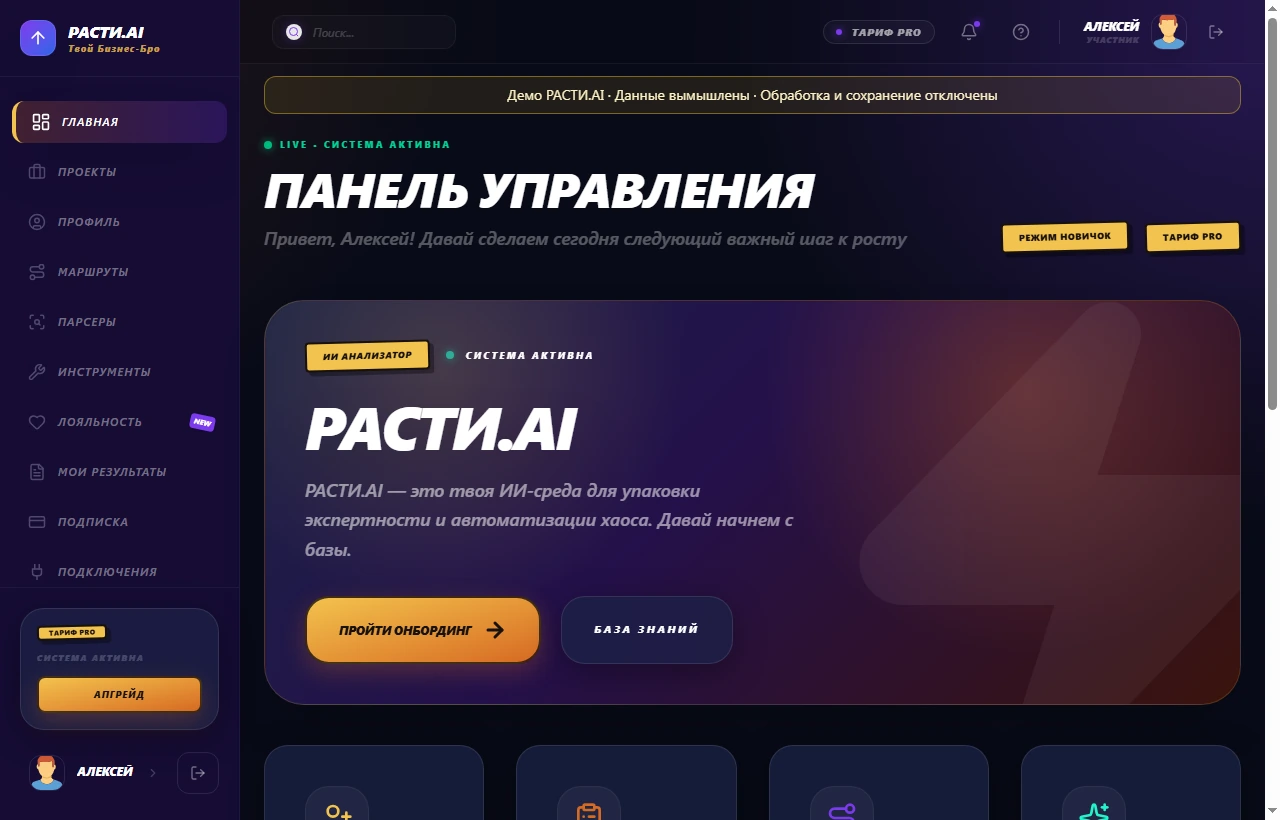 РАСТИ.AI
Твой Бизнес-Бро
ГЛАВНАЯ
ПРОЕКТЫ
ПРОФИЛЬ
МАРШРУТЫ
ПАРСЕРЫ
ИНСТРУМЕНТЫ
ЛОЯЛЬНОСТЬ NEW
МОИ РЕЗУЛЬТАТЫ
ПОДПИСКА
ПОДКЛЮЧЕНИЯ
ТАРИФ PRO
СИСТЕМА АКТИВНА
АПГРЕЙД
АЛЕКСЕЙ
Поиск...
ТАРИФ PRO
АЛЕКСЕЙ
УЧАСТНИК
Демо РАСТИ.AI · Данные вымышлены · Обработка и сохранение отключены
LIVE - СИСТЕМА АКТИВНА
ПАНЕЛЬ УПРАВЛЕНИЯ
Привет, Алексей! Давай сделаем сегодня следующий важный шаг к росту
РЕЖИМ НОВИЧОК
ТАРИФ PRO
ИИ АНАЛИЗАТОР
СИСТЕМА АКТИВНА
РАСТИ.AI
РАСТИ.AI — это твоя ИИ-среда для упаковки
экспертности и автоматизации хаоса. Давай начнем с
базы.
ПРОЙТИ ОНБОРДИНГ
БАЗА ЗНАНИЙ